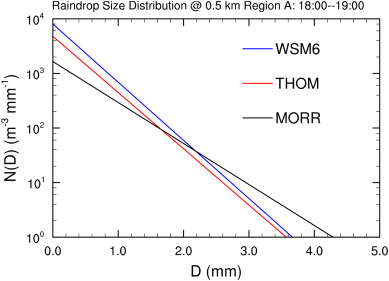 Raindrop Size Distribution @ 0.5 km Region A: 18:00--19:00
10⁴
10³
10²
10¹
10⁰
N(D) (m⁻³ mm⁻¹)
WSM6
THOM
MORR
0.0 1.0 2.0 3.0 4.0 5.0
D (mm)